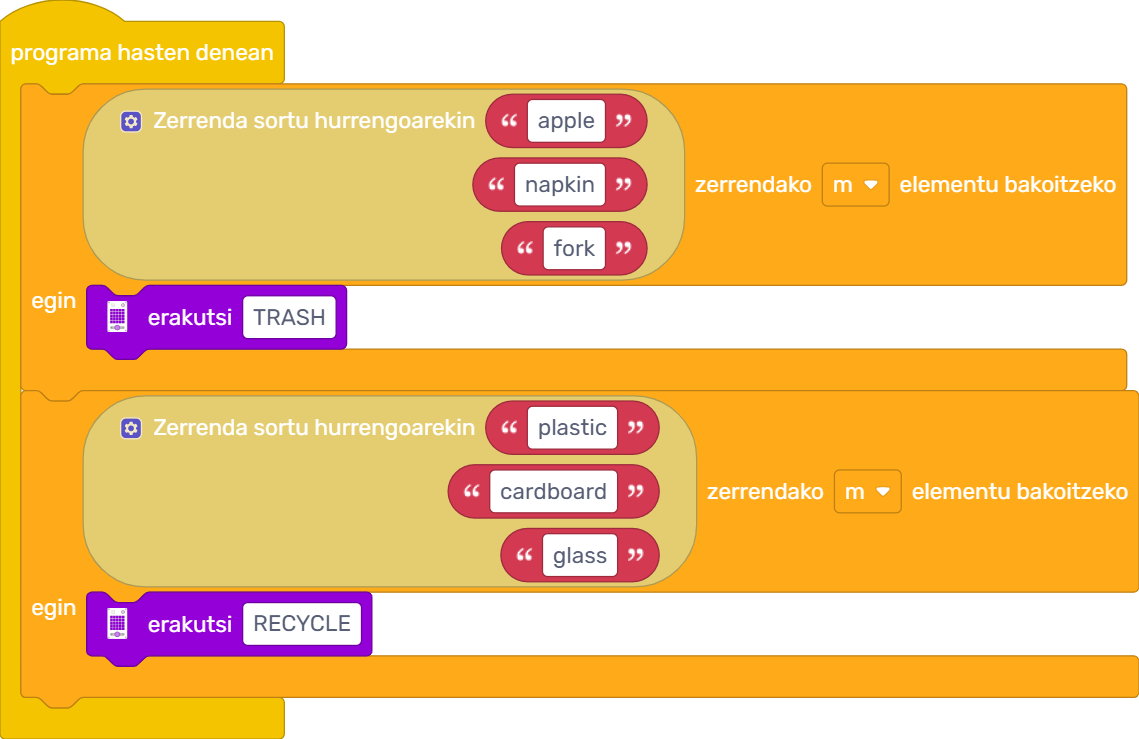 programa hasten denean
Zerrenda sortu hurrengoarekin “ apple ”
“ napkin ” zerrendako m elementu bakoitzeko
“ fork ”
egin erakutsi TRASH
Zerrenda sortu hurrengoarekin “ plastic ”
“ cardboard ” zerrendako m elementu bakoitzeko
“ glass ”
egin erakutsi RECYCLE